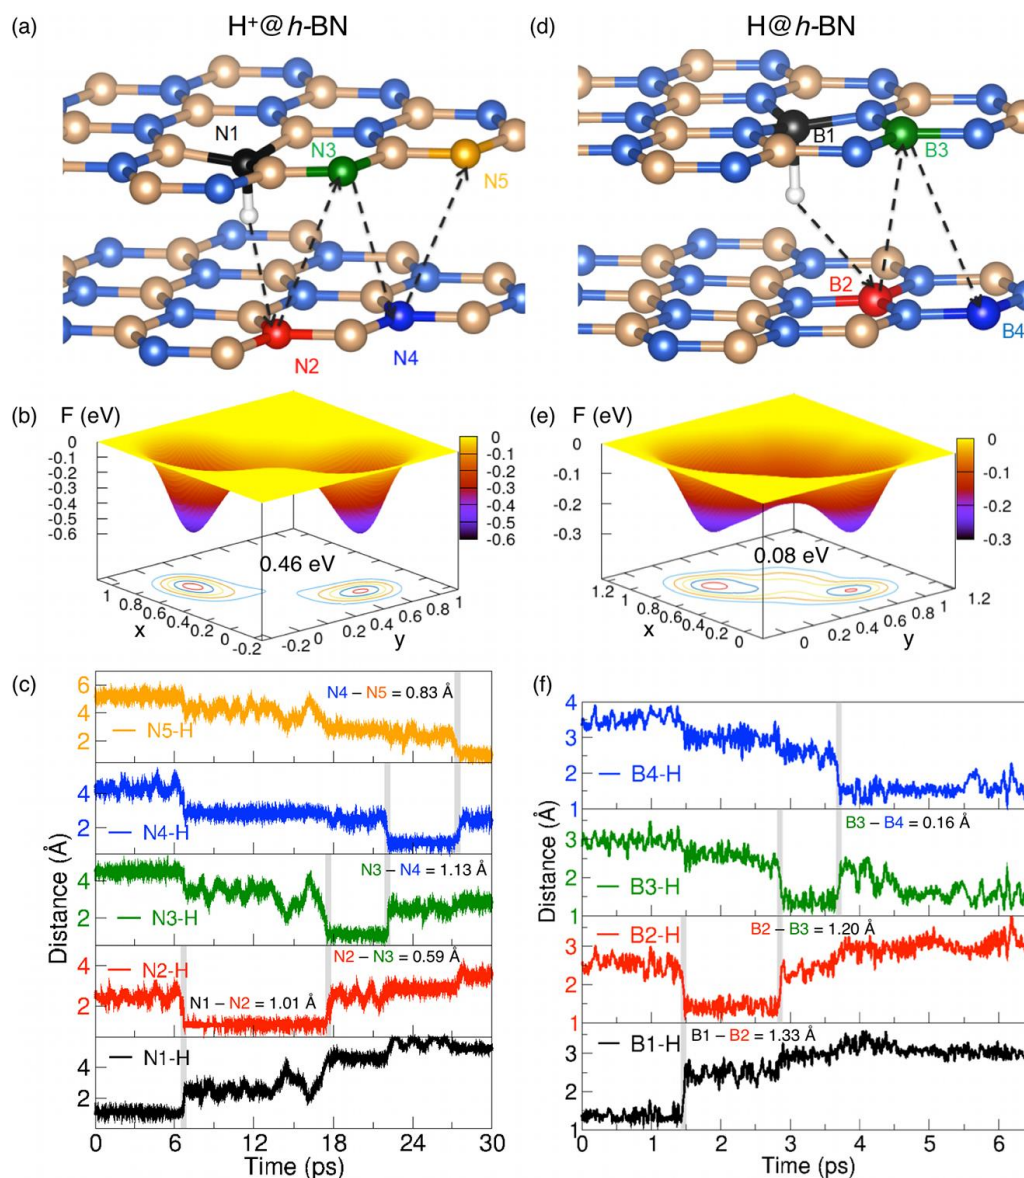 (a) H⁺@h-BN
N1
N3
N5
N2
N4
(d) H@h-BN
B1
B3
B2
B4
(b) F (eV)
0
-0.1
-0.2
-0.3
-0.4
-0.5
-0.6
0
-0.1
-0.2
-0.3
-0.4
-0.5
-0.6
0.46 eV
1 0.8 0.6 0.4 0.2 0 -0.2
x
-0.2 0 0.2 0.4 0.6 0.8 1
y
(e) F (eV)
0
-0.1
-0.2
-0.3
0
-0.1
-0.2
-0.3
0.08 eV
1.2 1 0.8 0.6 0.4 0.2 0
x
0 0.2 0.4 0.6 0.8 1 1.2
y
(c)
Distance (Å)
6
4
2
N5-H
N4 – N5 = 0.83 Å
4
2
N4-H
4
2
N3-H
N3 – N4 = 1.13 Å
4
2
N2-H
N2 – N3 = 0.59 Å
N1 – N2 = 1.01 Å
4
2
N1-H
0 6 12 18 24 30
Time (ps)
(f)
Distance (Å)
4
3
2
1
B4-H
3
2
1
B3-H
B3 – B4 = 0.16 Å
3
2
1
B2-H
B2 – B3 = 1.20 Å
3
2
1
B1-H
B1 – B2 = 1.33 Å
0 1 2 3 4 5 6
Time (ps)